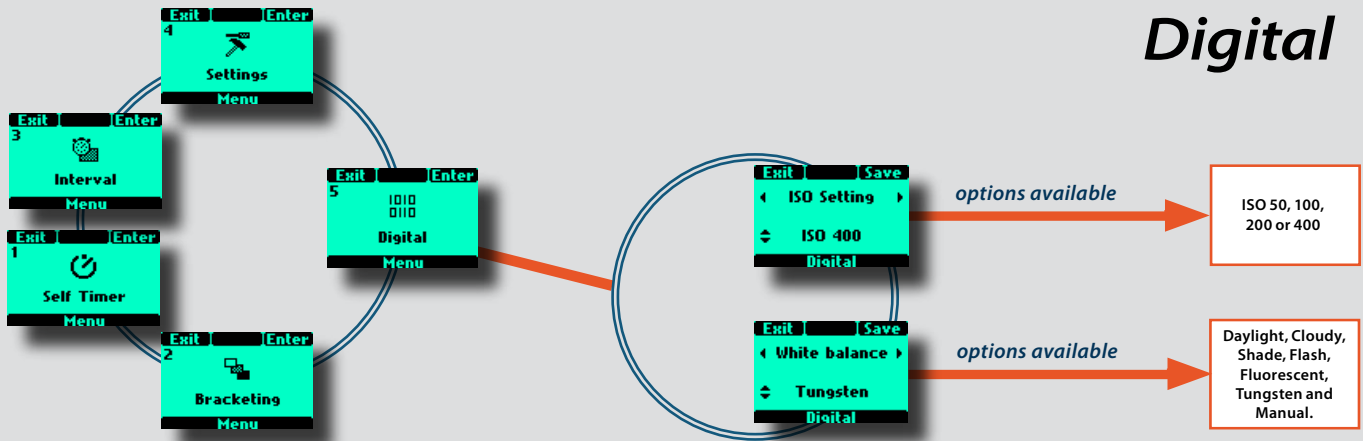 Digital
Exit Enter
4
Settings
Menu
Exit Enter
3
Interval
Menu
Exit Enter
1
Self Timer
Menu
Exit Enter
2
Bracketing
Menu
Exit Enter
5
1010
0110
Digital
Menu
Exit Save
ISO Setting
ISO 400
Digital
options available
ISO 50, 100,
200 or 400
Exit Save
White balance
Tungsten
Digital
options available
Daylight, Cloudy,
Shade, Flash,
Fluorescent,
Tungsten and
Manual.